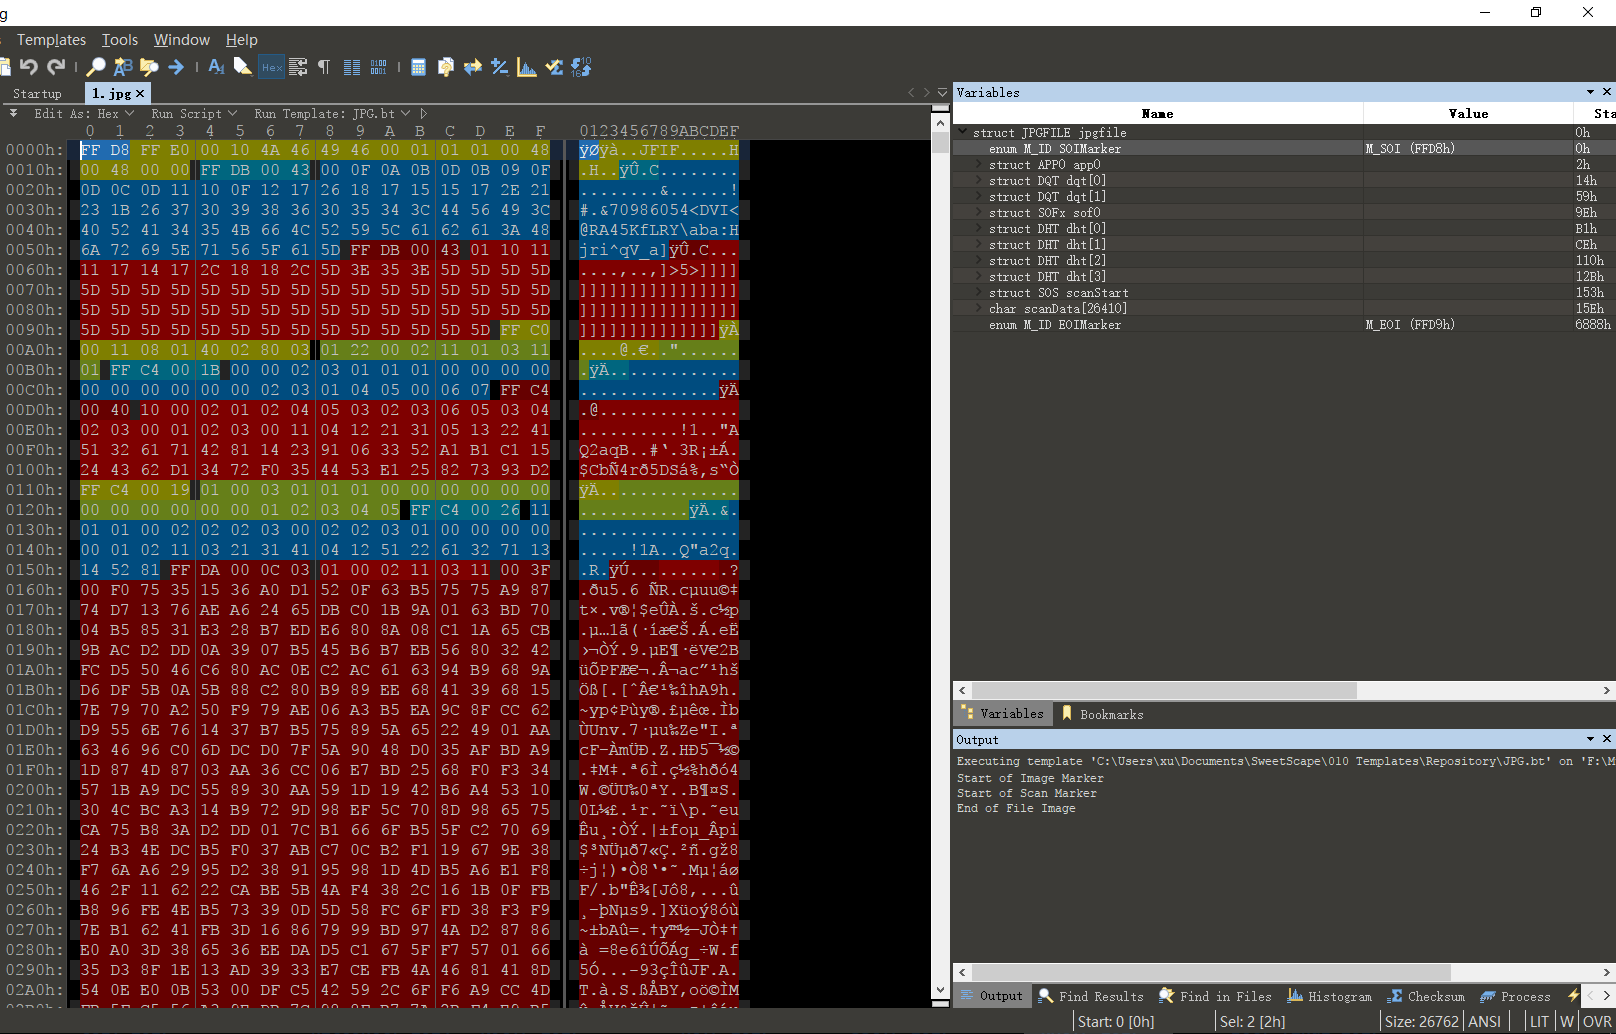 g
Templates Tools Window Help
Startup 1.jpg
Edit As: Hex Run Script Run Template: JPG.bt
0 1 2 3 4 5 6 7 8 9 A B C D E F 0123456789ABCDEF
0000h: FF D8 FF E0 00 10 4A 46 49 46 00 01 01 01 00 48 ÿØÿà..JFIF.....H
0010h: 00 48 00 00 FF DB 00 43 00 0F 0A 0B 0D 0B 09 0F .H..ÿÛ.C........
0020h: 0D 0C 0D 11 10 0F 12 17 26 18 17 15 15 17 2E 21 ........&......!
0030h: 23 1B 26 37 30 39 38 36 30 35 34 3C 44 56 49 3C #.&70986054<DVI<
0040h: 40 52 41 34 35 4B 66 4C 52 59 5C 61 62 61 3A 48 @RA45KfLRY\aba:H
0050h: 6A 72 69 5E 71 56 5F 61 5D FF DB 00 43 01 10 11 jri^qV_a]ÿÛ.C...
0060h: 11 17 14 17 2C 18 18 2C 5D 3E 35 3E 5D 5D 5D 5D ....,..,]>5>]]]]
0070h: 5D 5D 5D 5D 5D 5D 5D 5D 5D 5D 5D 5D 5D 5D 5D 5D ]]]]]]]]]]]]]]]]
0080h: 5D 5D 5D 5D 5D 5D 5D 5D 5D 5D 5D 5D 5D 5D 5D 5D ]]]]]]]]]]]]]]]]
0090h: 5D 5D 5D 5D 5D 5D 5D 5D 5D 5D 5D 5D 5D 5D FF C0 ]]]]]]]]]]]]]]ÿÀ
00A0h: 00 11 08 01 40 02 80 03 01 22 00 02 11 01 03 11 ....@.€.."......
00B0h: 01 FF C4 00 1B 00 00 02 03 01 01 01 00 00 00 00 .ÿÄ.............
00C0h: 00 00 00 00 00 00 02 03 01 04 05 00 06 07 FF C4 ..............ÿÄ
00D0h: 00 40 10 00 02 01 02 04 05 03 02 03 06 05 03 04 .@..............
00E0h: 02 03 00 01 02 03 00 11 04 12 21 31 05 13 22 41 ..........!1.."A
00F0h: 51 32 61 71 42 81 14 23 91 06 33 52 A1 B1 C1 15 Q2aqB..#‘.3R¡±Á.
0100h: 24 43 62 D1 34 72 F0 35 44 53 E1 25 82 73 93 D2 $CbÑ4rð5DSá%‚s“Ò
0110h: FF C4 00 19 01 00 03 01 01 01 00 00 00 00 00 00 ÿÄ..............
0120h: 00 00 00 00 00 00 01 02 03 04 05 FF C4 00 26 11 ...........ÿÄ.&.
0130h: 01 01 00 02 02 02 03 00 02 02 03 01 00 00 00 00 ................
0140h: 00 01 02 11 03 21 31 41 04 12 51 22 61 32 71 13 .....!1A..Q"a2q.
0150h: 14 52 81 FF DA 00 0C 03 01 00 02 11 03 11 00 3F .R.ÿÚ..........?
0160h: 00 F0 75 35 15 36 A0 D1 52 0F 63 B5 75 75 A9 87 .ðu5.6 ÑR.cµuu©‡
0170h: 74 D7 13 76 AE A6 24 65 DB C0 1B 9A 01 63 BD 70 t×.v®¦$eÛÀ.š.c½p
0180h: 04 B5 85 31 E3 28 B7 ED E6 80 8A 08 C1 1A 65 CB .µ…1ã(·íæ€Š.Á.eË
0190h: 9B AC D2 DD 0A 39 07 B5 45 B6 B7 EB 56 80 32 42 ›¬ÒÝ.9.µE¶·ëV€2B
01A0h: FC D5 50 46 C6 80 AC 0E C2 AC 61 63 94 B9 68 9A üÕPFÆ€¬.Â¬ac”¹hš
01B0h: D6 DF 5B 0A 5B 88 C2 80 B9 89 EE 68 41 39 68 15 Öß[.[ˆÂ€¹‰îhA9h.
01C0h: 7E 79 70 A2 50 F9 79 AE 06 A3 B5 EA 9C 8F CC 62 ~yp¢Pùy®.£µêœ.Ìb
01D0h: D9 55 6E 76 14 37 B7 B5 75 89 5A 65 22 49 01 AA ÙUnv.7·µu‰Ze"I.ª
01E0h: 63 46 96 C0 6D DC D0 7F 5A 90 48 D0 35 AF BD A9 cF–ÀmÜÐ.Z.HÐ5¯½©
01F0h: 1D 87 4D 87 03 AA 36 CC 06 E7 BD 25 68 F0 F3 34 .‡M‡.ª6Ì.ç½%hðó4
0200h: 57 1B A9 DC 55 89 30 AA 59 1D 19 42 B6 A4 53 10 W.©ÜU‰0ªY..B¶¤S.
0210h: 30 4C BC A3 14 B9 72 9D 98 EF 5C 70 8D 98 65 75 0L¼£.¹r.˜ï\p.˜eu
0220h: CA 75 B8 3A D2 DD 01 7C B1 66 6F B5 5F C2 70 69 Êu¸:ÒÝ.|±foµ_Âpi
0230h: 24 B3 4E DC B5 F0 37 AB C7 0C B2 F1 19 67 9E 38 $³NÜµð7«Ç.²ñ.gž8
0240h: F7 6A A6 29 95 D2 38 91 95 98 1D 4D B5 A6 E1 F8 ÷j¦)•Ò8‘•˜.Mµ¦áø
0250h: 46 2F 11 62 22 CA BE 5B 4A F4 38 2C 16 1B 0F FB F/.b"Ê¾[Jô8,...û
0260h: B8 96 FE 4E B5 73 39 0D 5D 58 FC 6F FD 38 F3 F9 ¸–þNµs9.]Xüoý8óù
0270h: 7E B1 62 41 FB 3D 16 86 79 99 BD 97 4A D2 87 86 ~±bAû=.†y™½—JÒ‡†
0280h: E0 A0 3D 38 65 36 EE DA D5 C1 67 5F F7 57 01 66 à =8e6îÚÕÁg_÷W.f
0290h: 35 D3 8F 1E 13 AD 39 33 E7 CE FB 4A 46 81 41 8D 5Ó...-93çÎûJF.A.
02A0h: 54 0E E0 0B 53 00 DF C5 42 59 2C 6F F6 A9 CC 4D T.à.S.ßÅBY,oö©ÌM
Variables
Name Value Sta
struct JPGFILE jpgfile 0h
enum M_ID SOIMarker M_SOI (FFD8h) 0h
struct APP0 app0 2h
struct DQT dqt[0] 14h
struct DQT dqt[1] 59h
struct SOFx sof0 9Eh
struct DHT dht[0] B1h
struct DHT dht[1] CEh
struct DHT dht[2] 110h
struct DHT dht[3] 12Bh
struct SOS scanStart 153h
char scanData[26410] 15Eh
enum M_ID EOIMarker M_EOI (FFD9h) 6888h
Variables Bookmarks
Output
Executing template 'C:\Users\xu\Documents\SweetScape\010 Templates\Repository\JPG.bt' on 'F:\M
Start of Image Marker
Start of Scan Marker
End of File Image
Output Find Results Find in Files Histogram Checksum Process
Start: 0 [0h] Sel: 2 [2h] Size: 26762 ANSI LIT W OVR